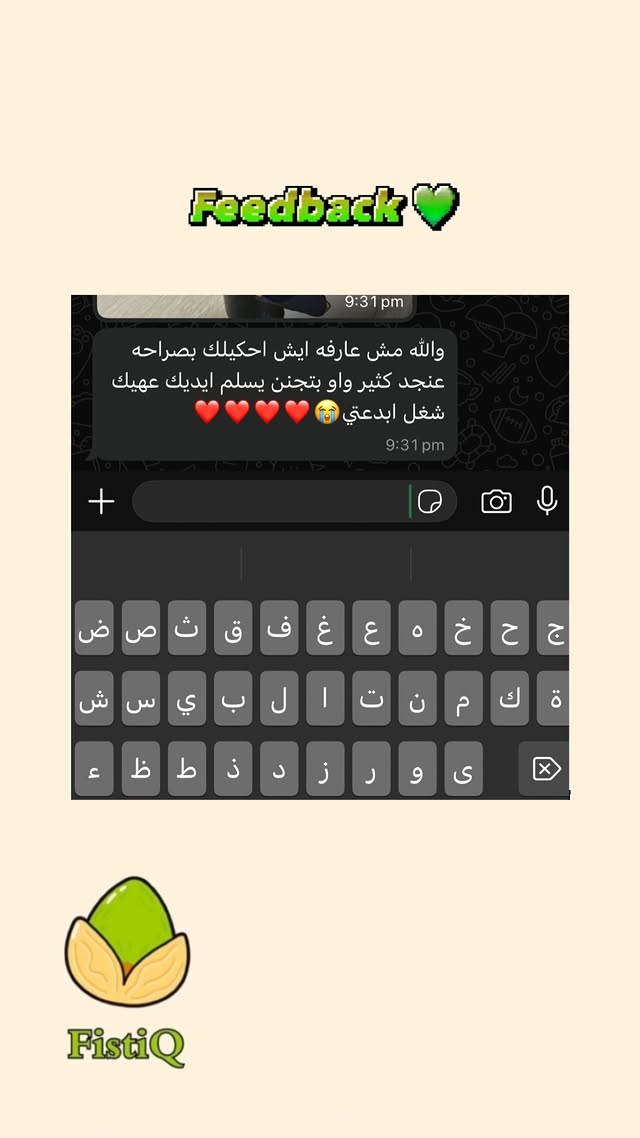 Feedback💚
9:31 pm
والله مش عارفه ايش احكيلك بصراحه
عنجد كثير واو بتجنن يسلم ايديك عهيك
شغل ابدعتي😭❤️❤️❤️❤️
9:31 pm
ض ص ث ق ف غ ع ه خ ح ج
ش س ي ب ل ا ت ن م ك ة
ء ظ ط ذ د ز ر و ى
FistiQ